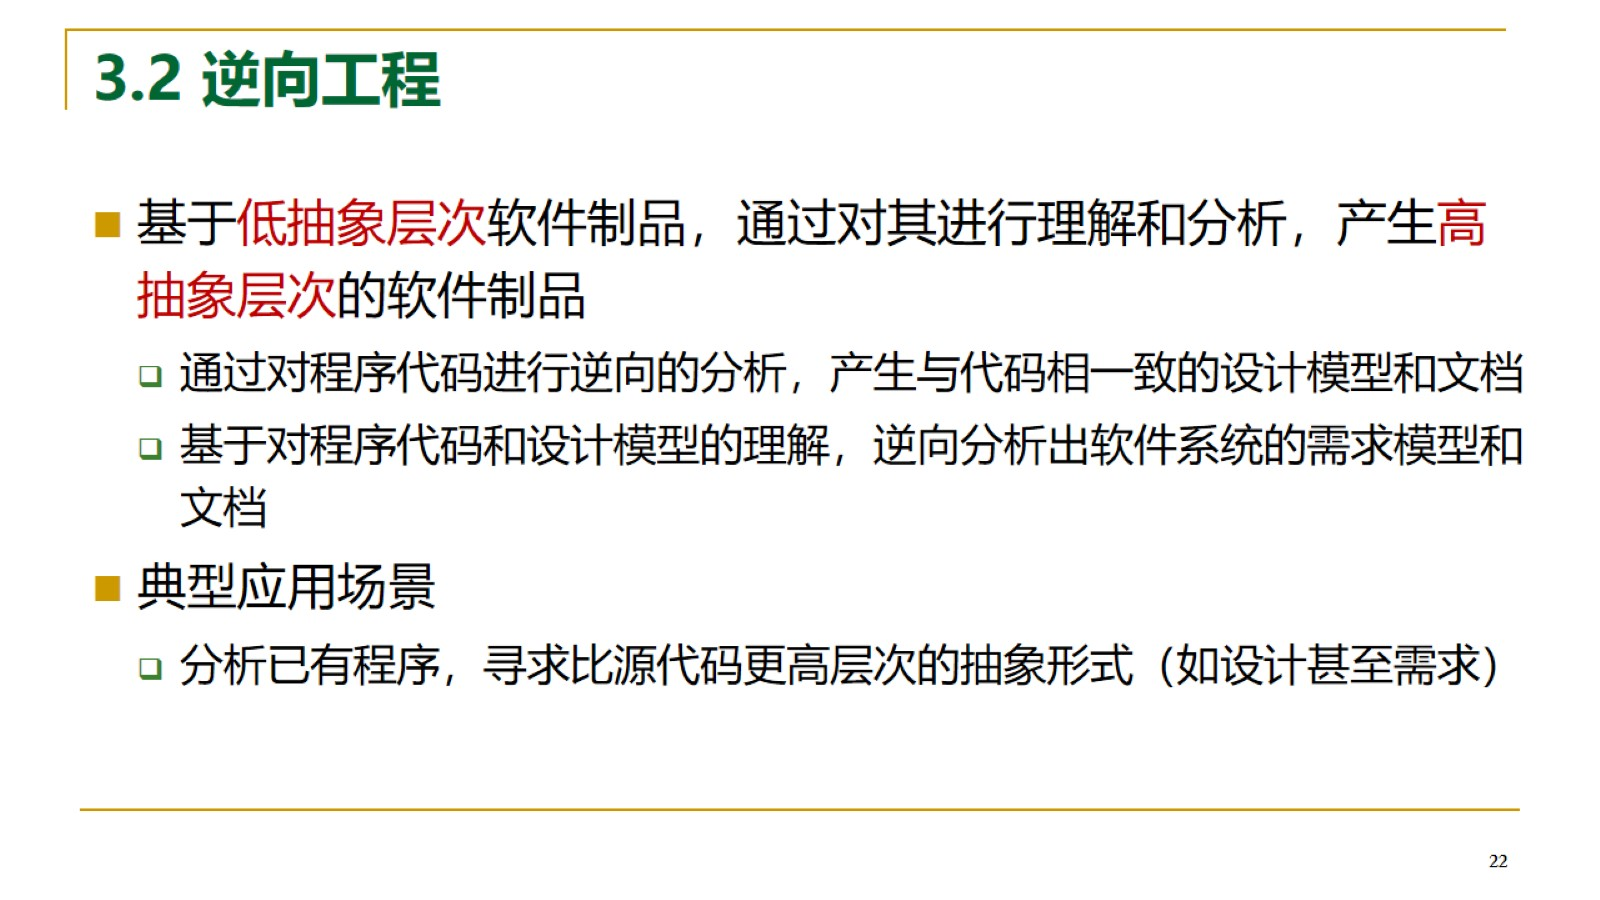 3.2 逆向工程
基于低抽象层次软件制品，通过对其进行理解和分析，产生高
抽象层次的软件制品
通过对程序代码进行逆向的分析，产生与代码相一致的设计模型和文档
基于对程序代码和设计模型的理解，逆向分析出软件系统的需求模型和
文档
典型应用场景
分析已有程序，寻求比源代码更高层次的抽象形式（如设计甚至需求）
22